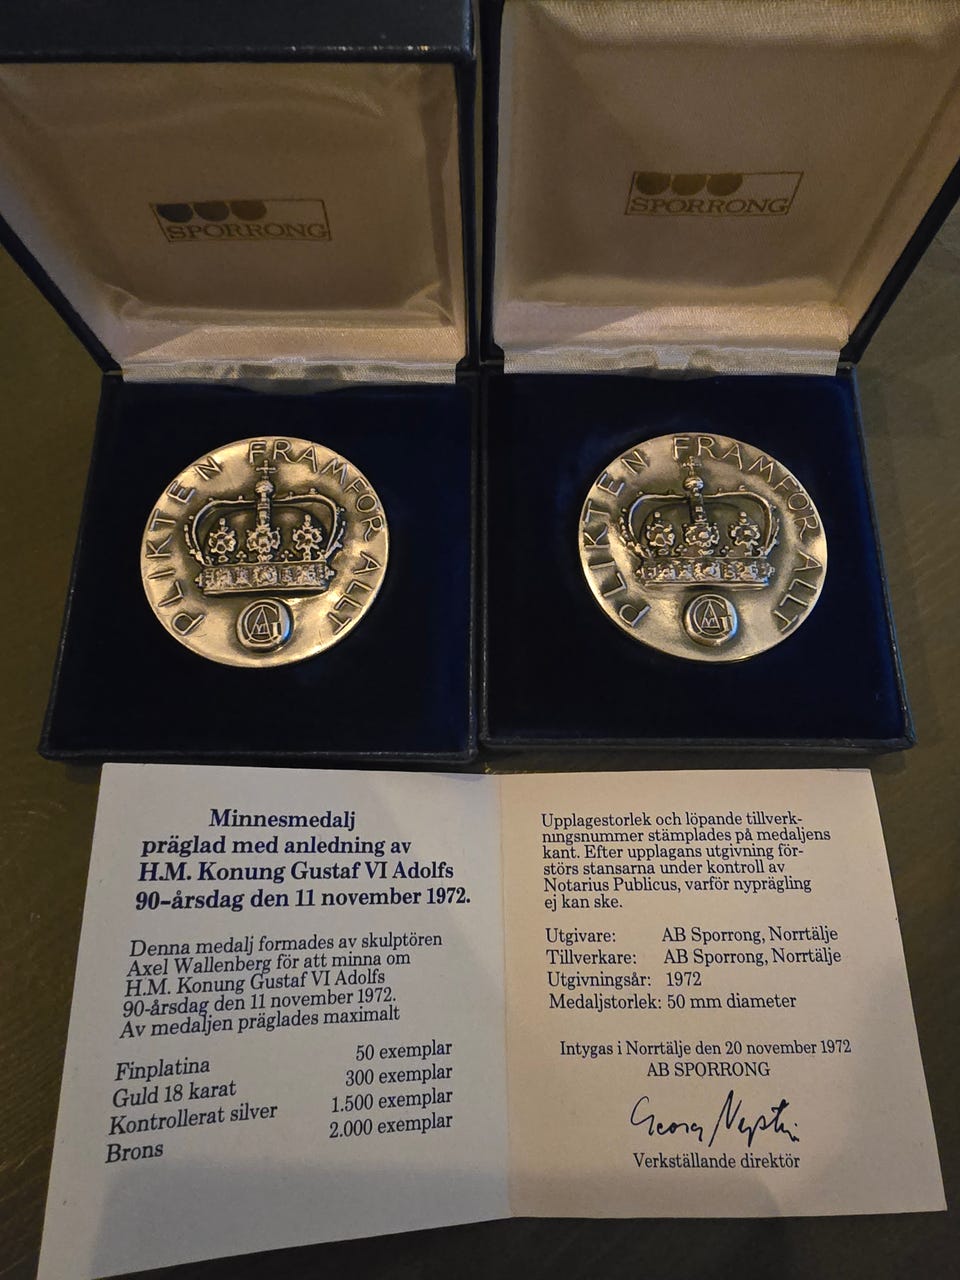 SPORRONG
SPORRONG
PLIKTEN FRAMFÖR ALLT
PLIKTEN FRAMFÖR ALLT
Minnesmedalj
präglad med anledning av
H.M. Konung Gustaf VI Adolfs
90-årsdag den 11 november 1972.
Denna medalj formades av skulptören
Axel Wallenberg för att minna om
H.M. Konung Gustaf VI Adolfs
90-årsdag den 11 november 1972.
Av medaljen präglades maximalt
Finplatina 50 exemplar
Guld 18 karat 300 exemplar
Kontrollerat silver 1.500 exemplar
Brons 2.000 exemplar
Upplagestorlek och löpande tillverk-
ningsnummer stämplades på medaljens
kant. Efter upplagans utgivning för-
störs stansarna under kontroll av
Notarius Publicus, varför nyprägling
ej kan ske.
Utgivare: AB Sporrong, Norrtälje
Tillverkare: AB Sporrong, Norrtälje
Utgivningsår: 1972
Medaljstorlek: 50 mm diameter
Intygas i Norrtälje den 20 november 1972
AB SPORRONG
Verkställande direktör